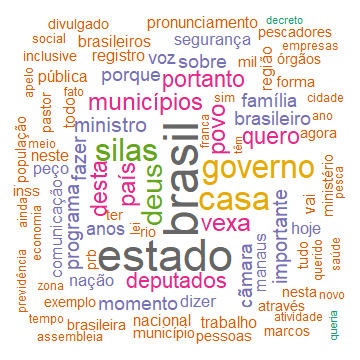 divulgado
pronunciamento
decreto
social
brasileiros
segurança
pescadores
empresas
inclusive
registro
voz
sobre
mil
região
órgãos
apelo
pública
porque
portanto
forma
pastor
todo
fato
municípios
povo
sim
família
cidade
população
meio
ministro
franca
brasileiro
ano
neste
fazer
silas
brasil
quero
agora
peço
desta
país
deus
governo
têm
ministério
pesca
inss
comunicação
programa
casa
importante
vai
ainda
economia
ter
lei
rio
vexa
hoje
anos
estado
câmara
manaus
tudo
querido
saúde
previdência
prb
nação
deputados
nesta
novo
zona
exemplo
momento
dizer
através
tempo
brasileira
nacional
trabalho
atividade
queria
assembleia
município
pessoas
marcos